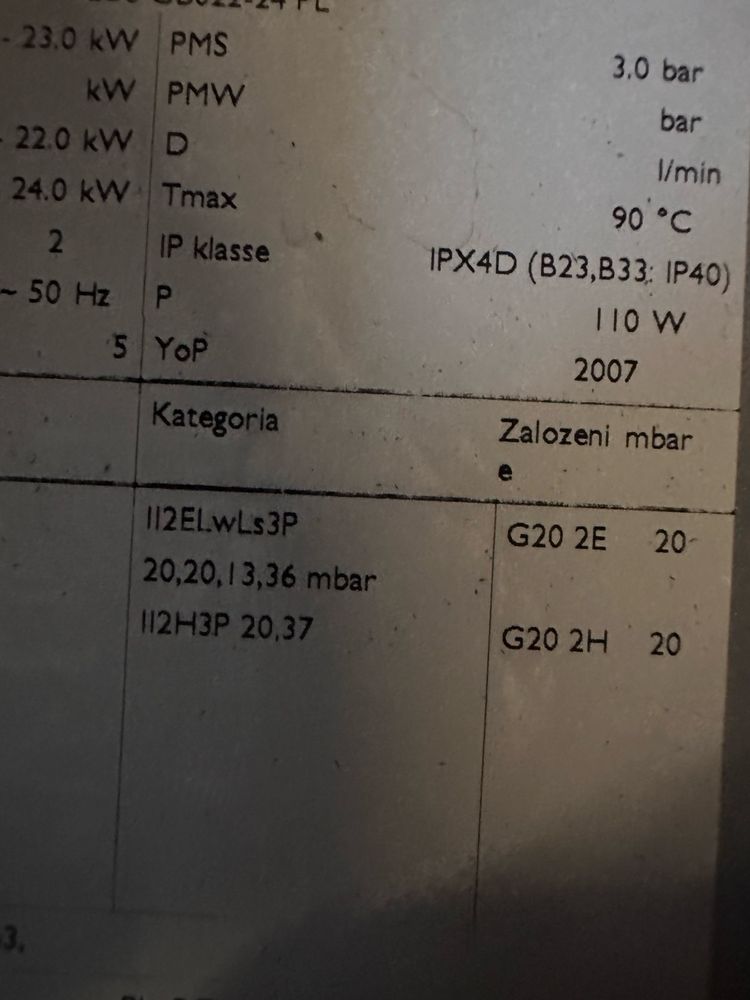 - 23.0 kW PMS 3.0 bar
kW PMW bar
22.0 kW D l/min
24.0 kW Tmax 90 °C
2 IP klasse IPX4D (B23,B33: IP40)
~ 50 Hz P 110 W
5 YoP 2007
Kategoria Zalozeni mbar
e
II2ELwLs3P G20 2E 20
20,20,13,36 mbar
II2H3P 20,37 G20 2H 20
3,